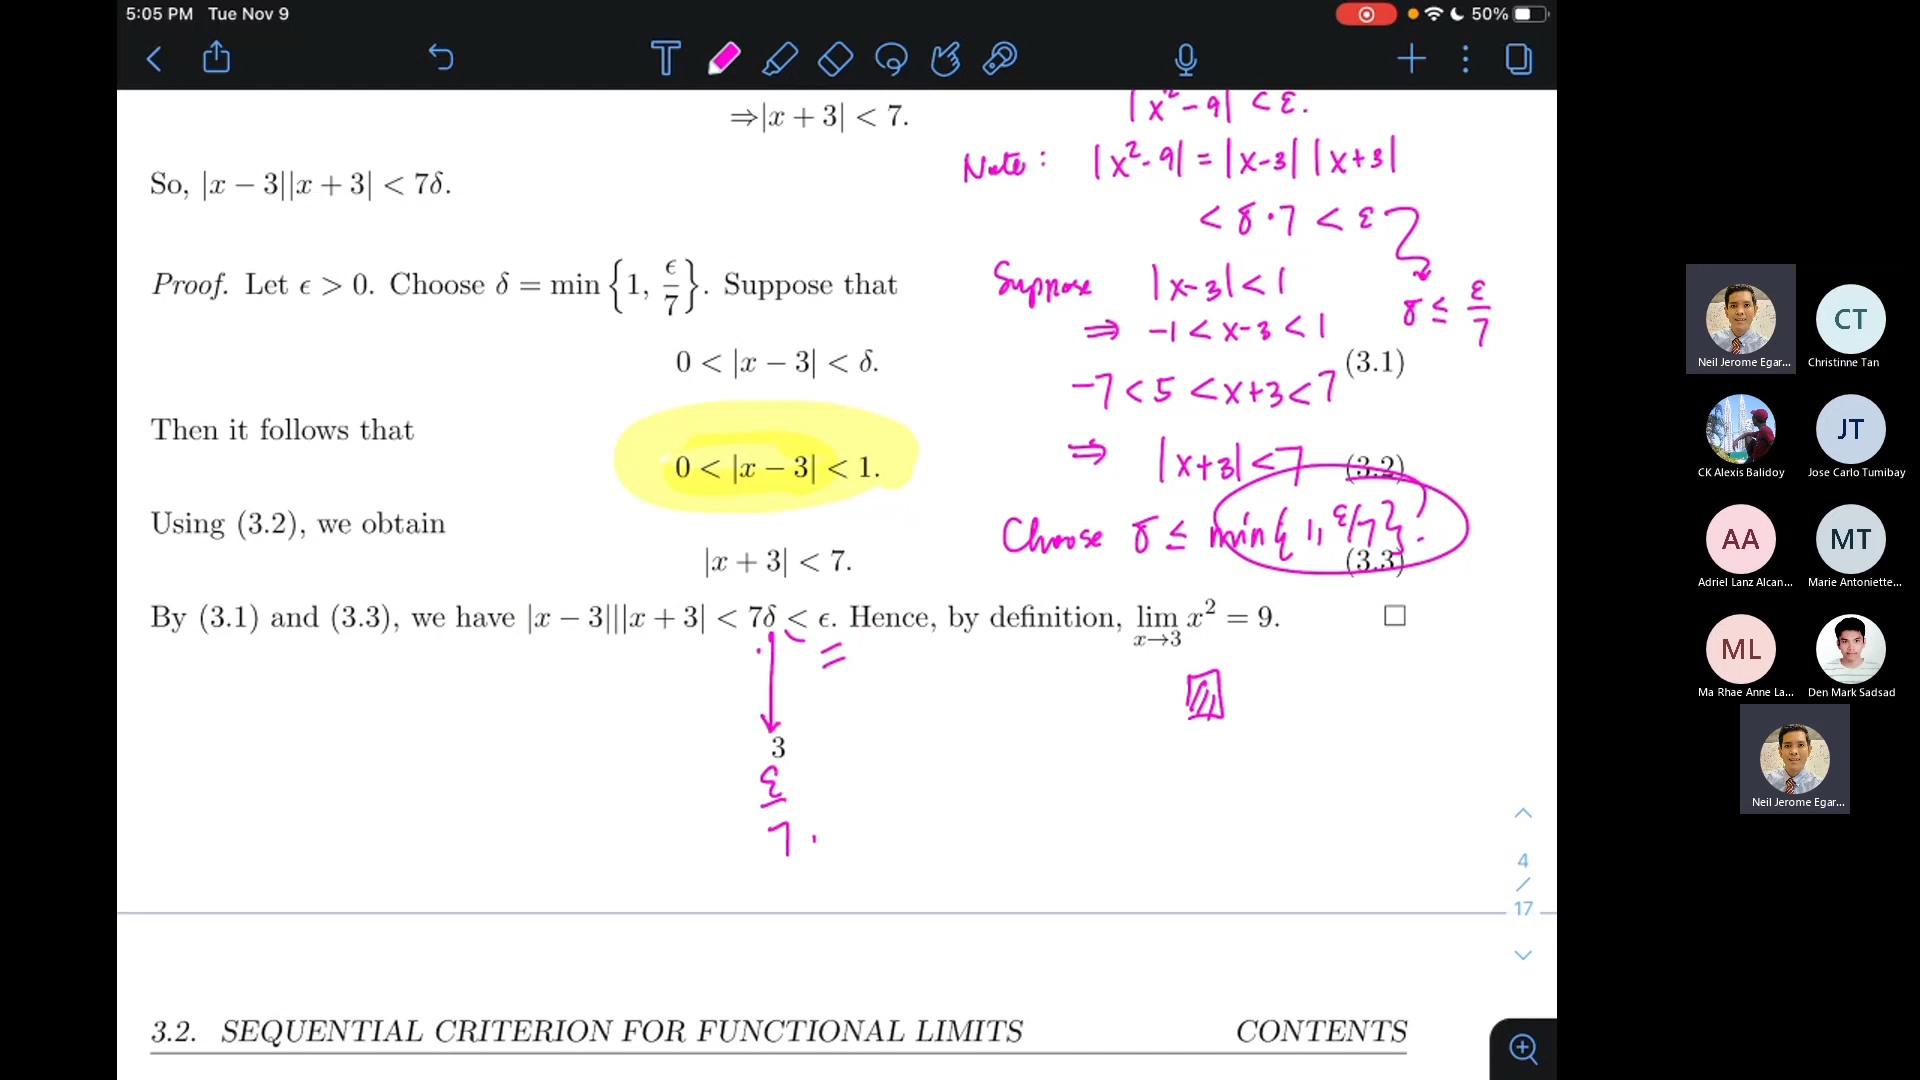 5:05 PM Tue Nov 9
50%
⇒|x + 3| < 7.
So, |x − 3||x + 3| < 7δ.
Proof. Let ϵ > 0. Choose δ = min {1, ϵ/7}. Suppose that
0 < |x − 3| < δ. (3.1)
Then it follows that
0 < |x − 3| < 1. (3.2)
Using (3.2), we obtain
|x + 3| < 7. (3.3)
By (3.1) and (3.3), we have |x − 3|||x + 3| < 7δ < ϵ. Hence, by definition, lim x→3 x² = 9. □
=
3
ε/7 .
|x² − 9| < ε.
Note : |x² - 9| = |x-3| |x+3|
< δ · 7 < ε
δ ≤ ε/7
Suppose |x-3| < 1
⇒ -1 < x-3 < 1
-7 < 5 < x+3 < 7
⇒ |x+3| < 7
Choose δ ≤ min{ 1, ε/7 }.
4
/
17
3.2. SEQUENTIAL CRITERION FOR FUNCTIONAL LIMITS CONTENTS
Neil Jerome Egar...
CT
Christinne Tan
CK Alexis Balidoy
JT
Jose Carlo Tumibay
AA
Adriel Lanz Alcan...
MT
Marie Antoniette...
ML
Ma Rhae Anne La...
Den Mark Sadsad
Neil Jerome Egar...